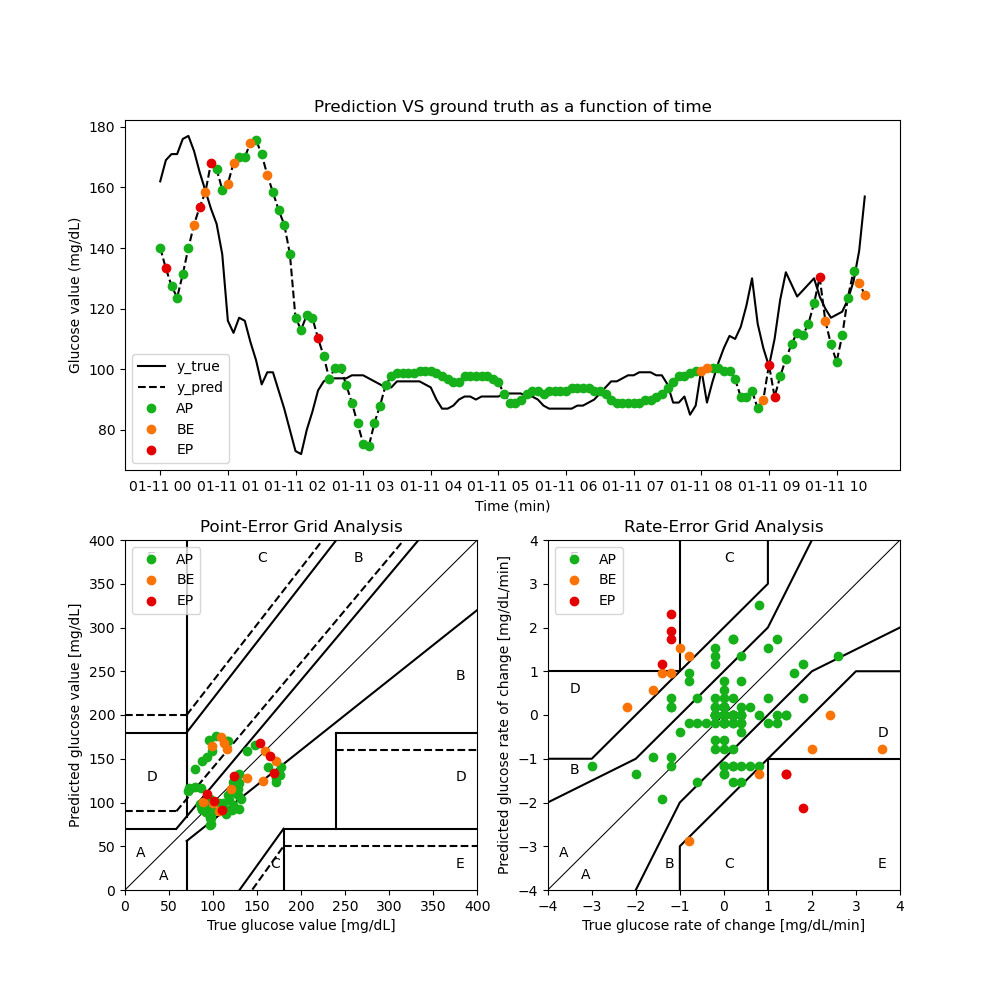 Prediction VS ground truth as a function of time
Glucose value (mg/dL)
180
160
140
120
100
80
y_true
y_pred
AP
BE
EP
01-11 00 01-11 01 01-11 02 01-11 03 01-11 04 01-11 05 01-11 06 01-11 07 01-11 08 01-11 09 01-11 10
Time (min)
Point-Error Grid Analysis
Predicted glucose value [mg/dL]
400
350
300
250
200
150
100
50
0
AP
BE
EP
C
B
B
D
D
A
A
C
E
0 50 100 150 200 250 300 350 400
True glucose value [mg/dL]
Rate-Error Grid Analysis
Predicted glucose rate of change [mg/dL/min]
4
3
2
1
0
−1
−2
−3
−4
AP
BE
EP
C
D
D
B
A
A
B
C
E
−4 −3 −2 −1 0 1 2 3 4
True glucose rate of change [mg/dL/min]